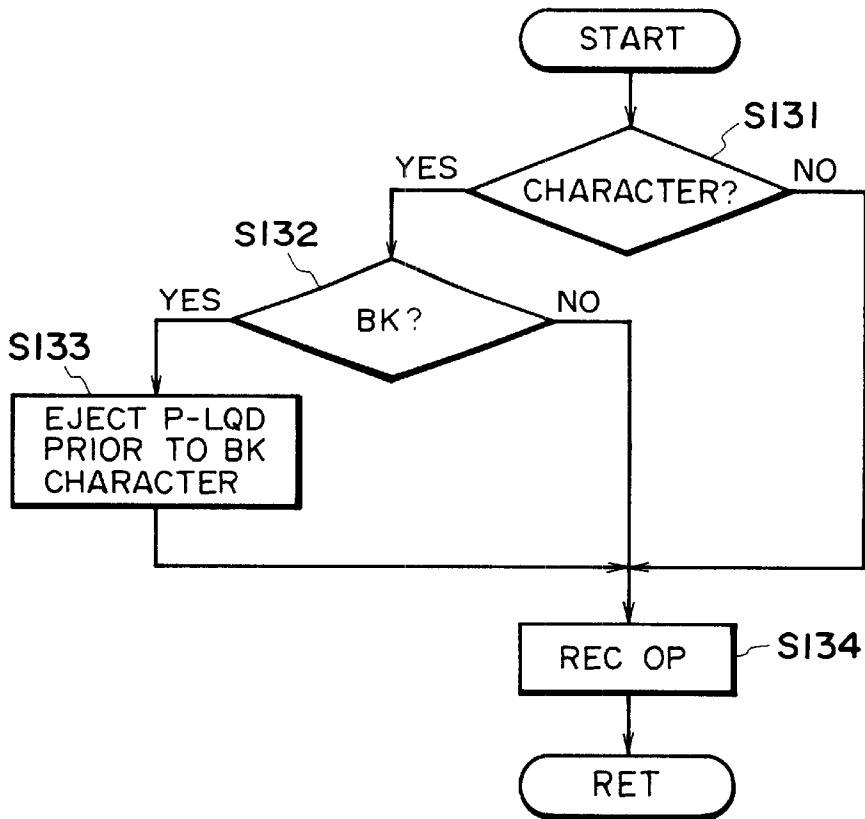 START
S131
YES
CHARACTER?
NO
S132
YES
BK?
NO
S133
EJECT P-LQD
PRIOR TO BK
CHARACTER
REC OP
S134
RET